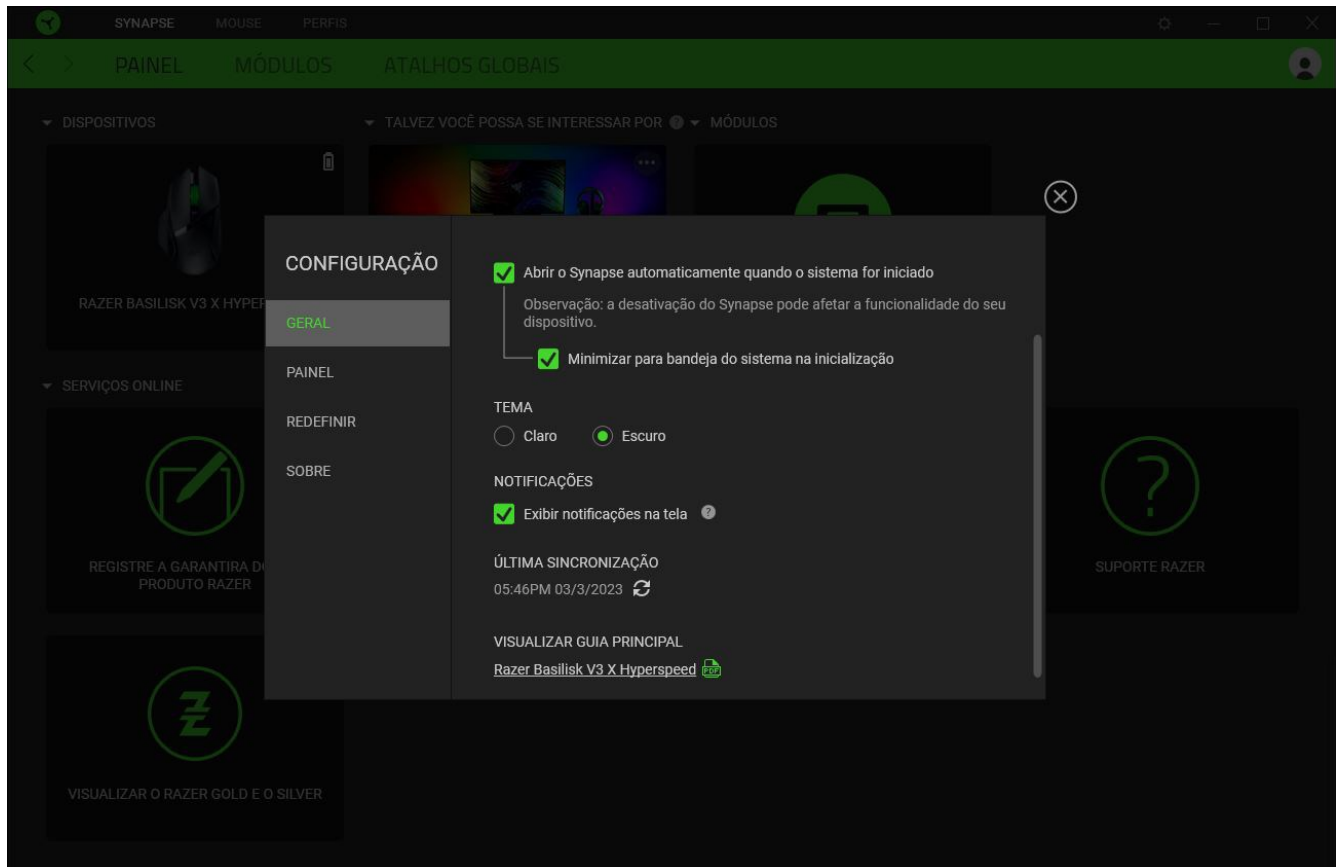 SYNAPSE MOUSE PERFIS
PAINEL MÓDULOS ATALHOS GLOBAIS
DISPOSITIVOS
TALVEZ VOCÊ POSSA SE INTERESSAR POR ?
MÓDULOS
RAZER BASILISK V3 X HYPER
SERVIÇOS ONLINE
REGISTRE A GARANTIRA
PRODUTO RAZER
VISUALIZAR O RAZER GOLD E O SILVER
?
SUPORTE RAZER
CONFIGURAÇÃO
GERAL
PAINEL
REDEFINIR
SOBRE
Abrir o Synapse automaticamente quando o sistema for iniciado
Observação: a desativação do Synapse pode afetar a funcionalidade do seu
dispositivo.
Minimizar para bandeja do sistema na inicialização
TEMA
Claro Escuro
NOTIFICAÇÕES
Exibir notificações na tela ?
ÚLTIMA SINCRONIZAÇÃO
05:46PM 03/3/2023
VISUALIZAR GUIA PRINCIPAL
Razer Basilisk V3 X Hyperspeed PDF